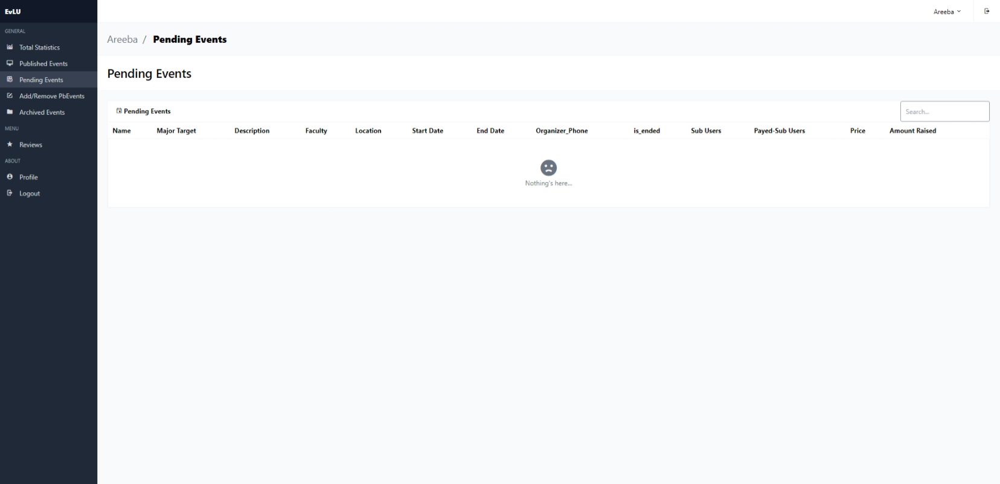 EvLU
Areeba
GENERAL
Total Statistics
Published Events
Pending Events
Add/Remove PbEvents
Archived Events
MENU
Reviews
ABOUT
Profile
Logout
Areeba / Pending Events
Pending Events
Pending Events
Search...
Name Major Target Description Faculty Location Start Date End Date Organizer_Phone is_ended Sub Users Payed-Sub Users Price Amount Raised
Nothing's here...